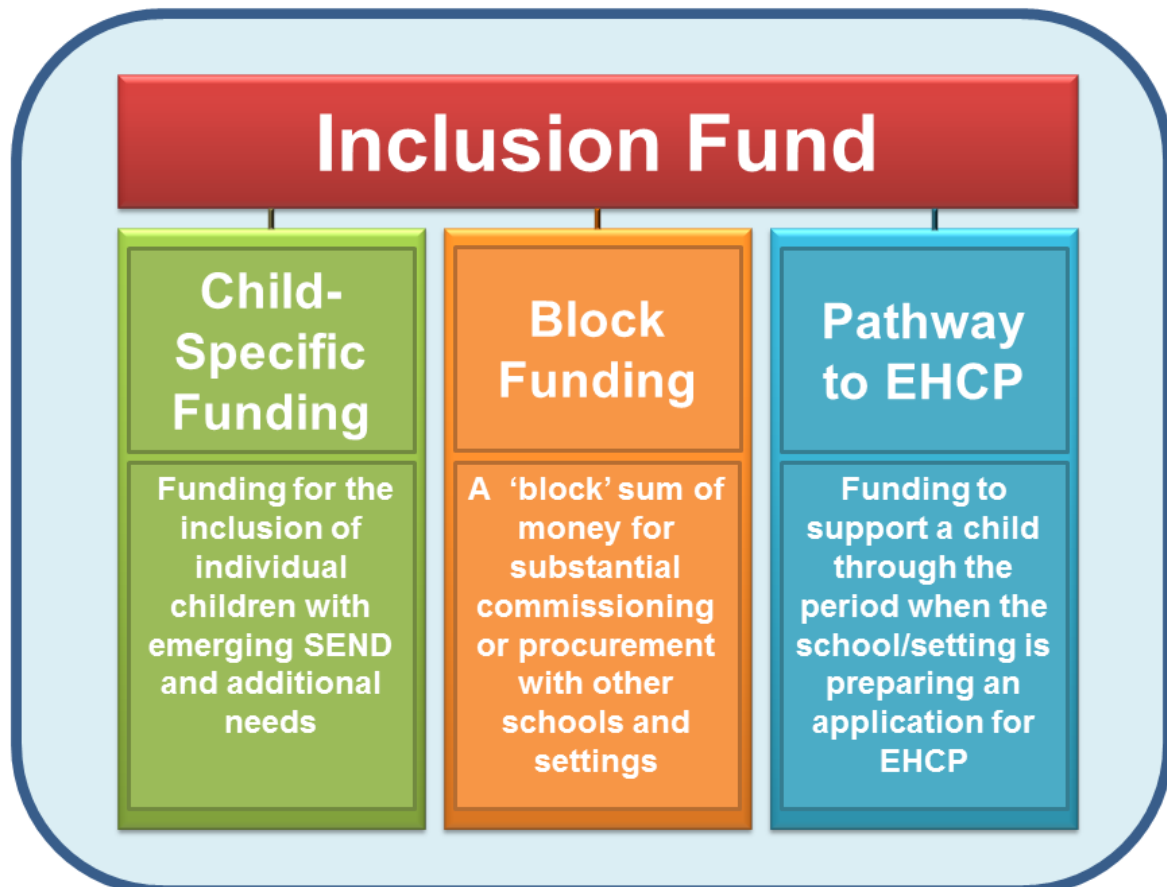 Inclusion Fund
Child-
Specific
Funding
Funding for the
inclusion of
individual
children with
emerging SEND
and additional
needs
Block
Funding
A ‘block’ sum of
money for
substantial
commissioning
or procurement
with other
schools and
settings
Pathway
to EHCP
Funding to
support a child
through the
period when the
school/setting is
preparing an
application for
EHCP